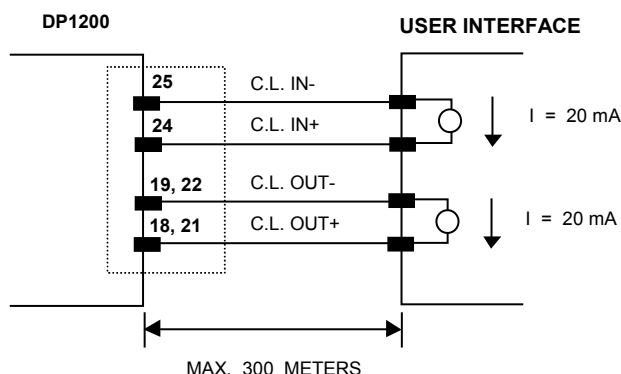 DP1200
USER INTERFACE
25
C.L. IN-
I = 20 mA
24
C.L. IN+
19, 22
C.L. OUT-
I = 20 mA
18, 21
C.L. OUT+
MAX. 300 METERS